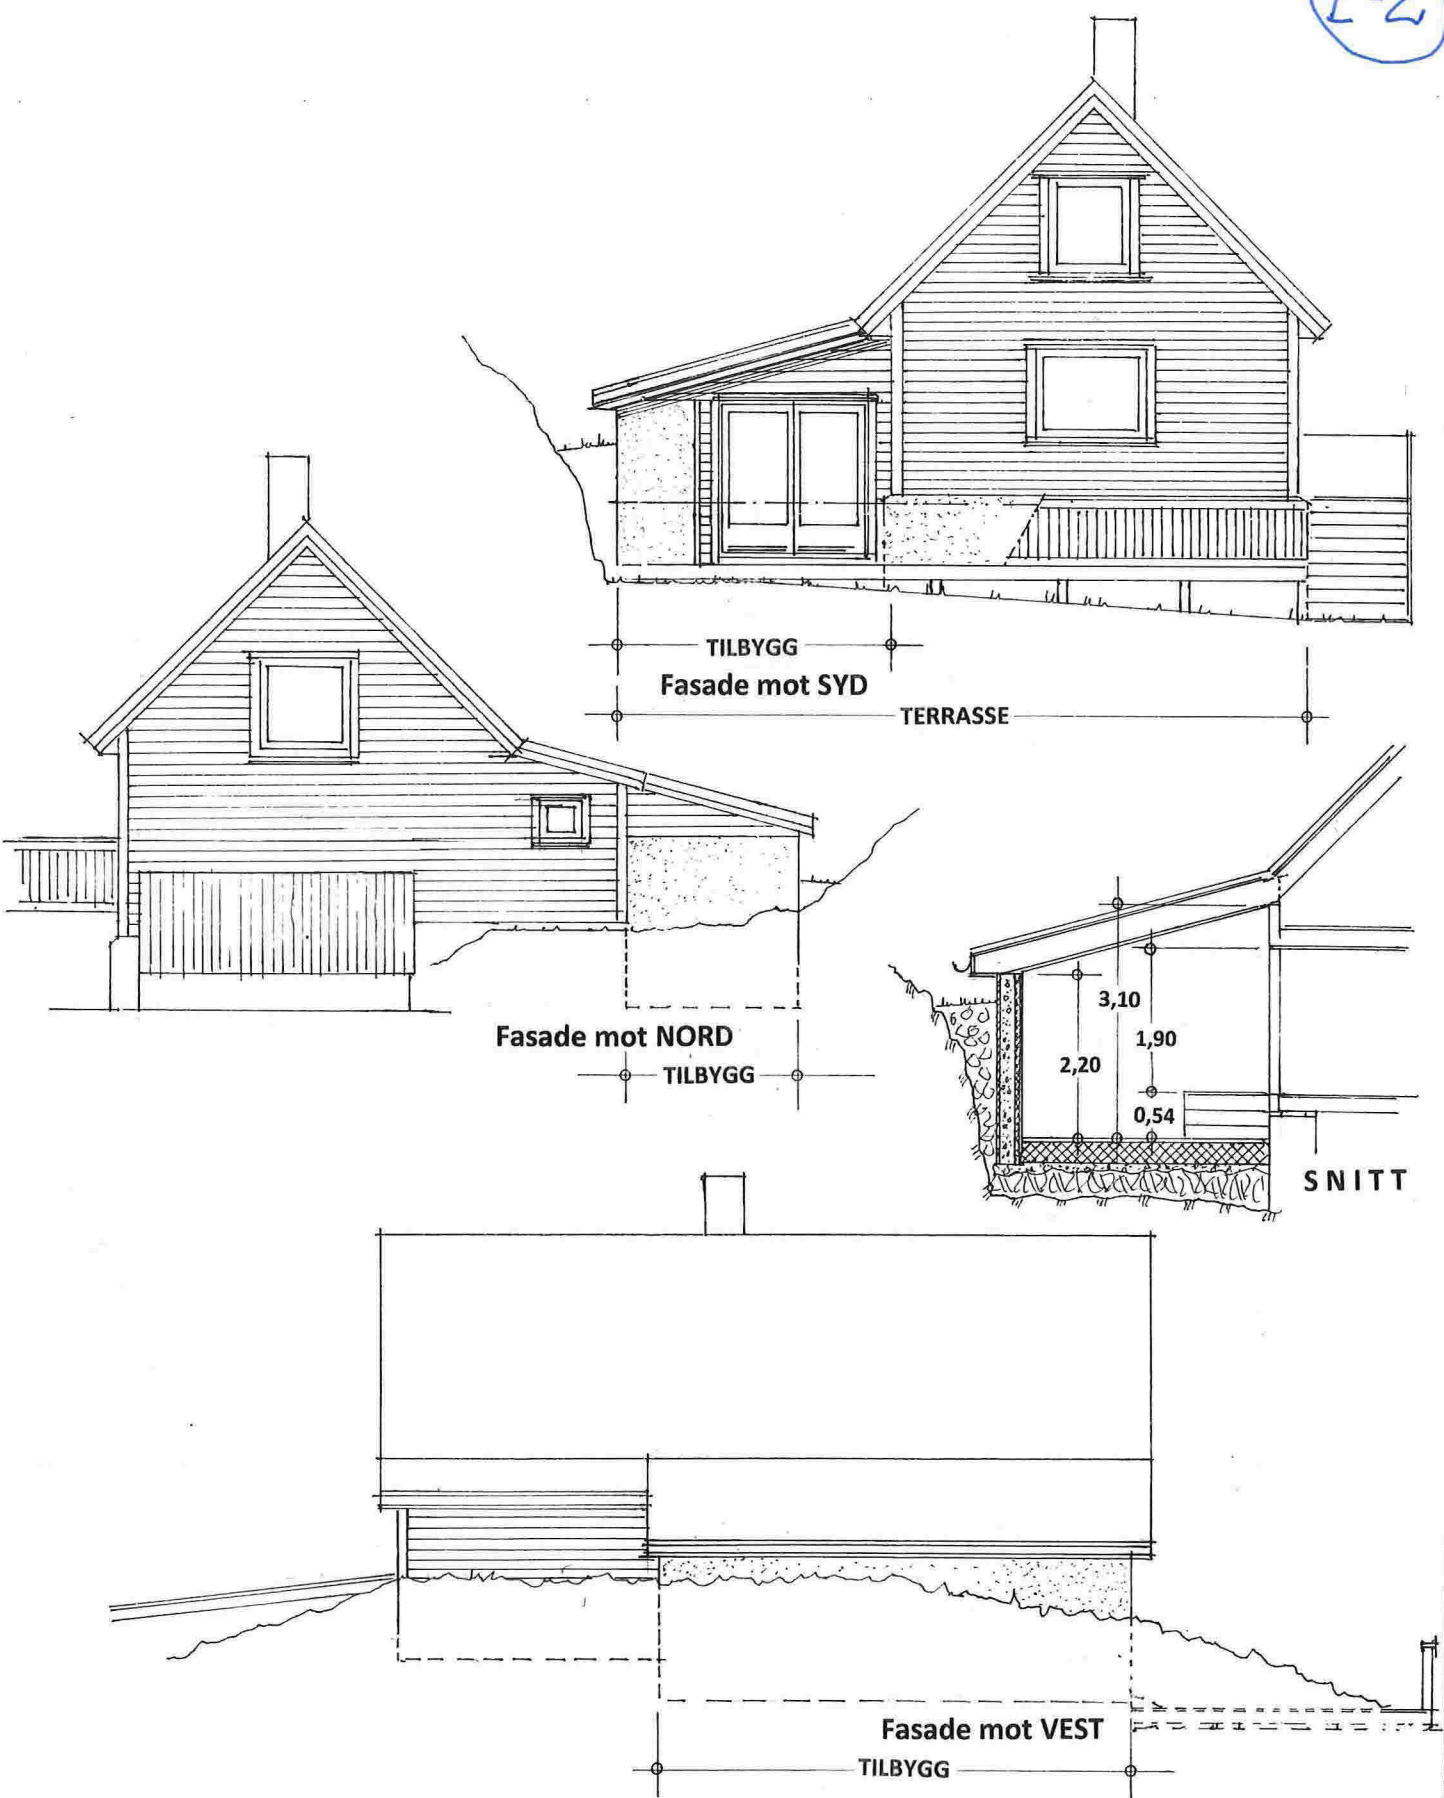 TILBYGG
Fasade mot SYD
TERRASSE
3,10
1,90
2,20
0,54
SNITT
Fasade mot NORD
TILBYGG
Fasade mot VEST
TILBYGG